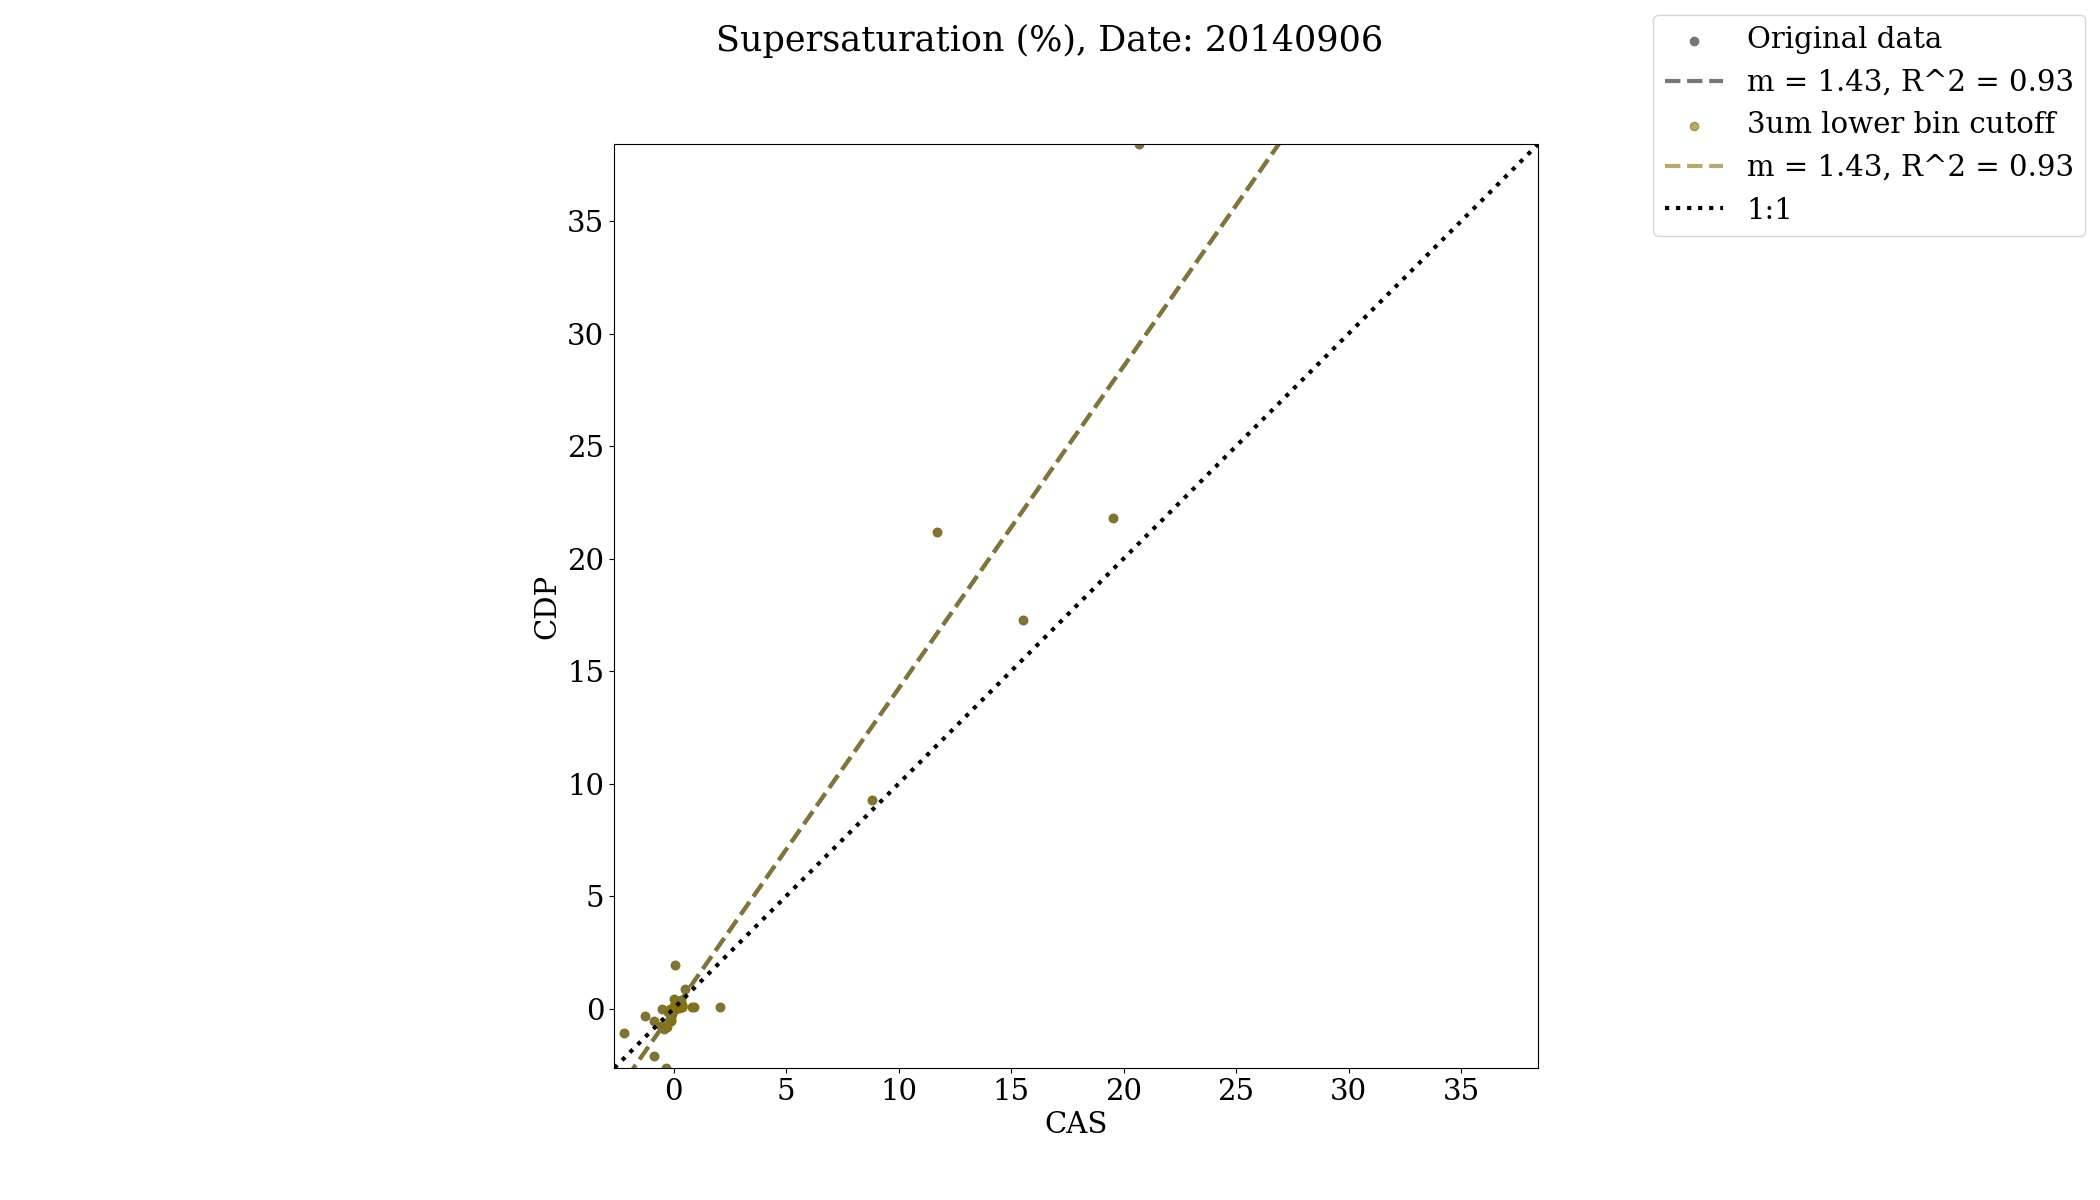 Supersaturation (%), Date: 20140906
Original data
m = 1.43, R^2 = 0.93
3um lower bin cutoff
m = 1.43, R^2 = 0.93
1:1
35
30
25
20
15
10
5
0
CDP
0 5 10 15 20 25 30 35
CAS